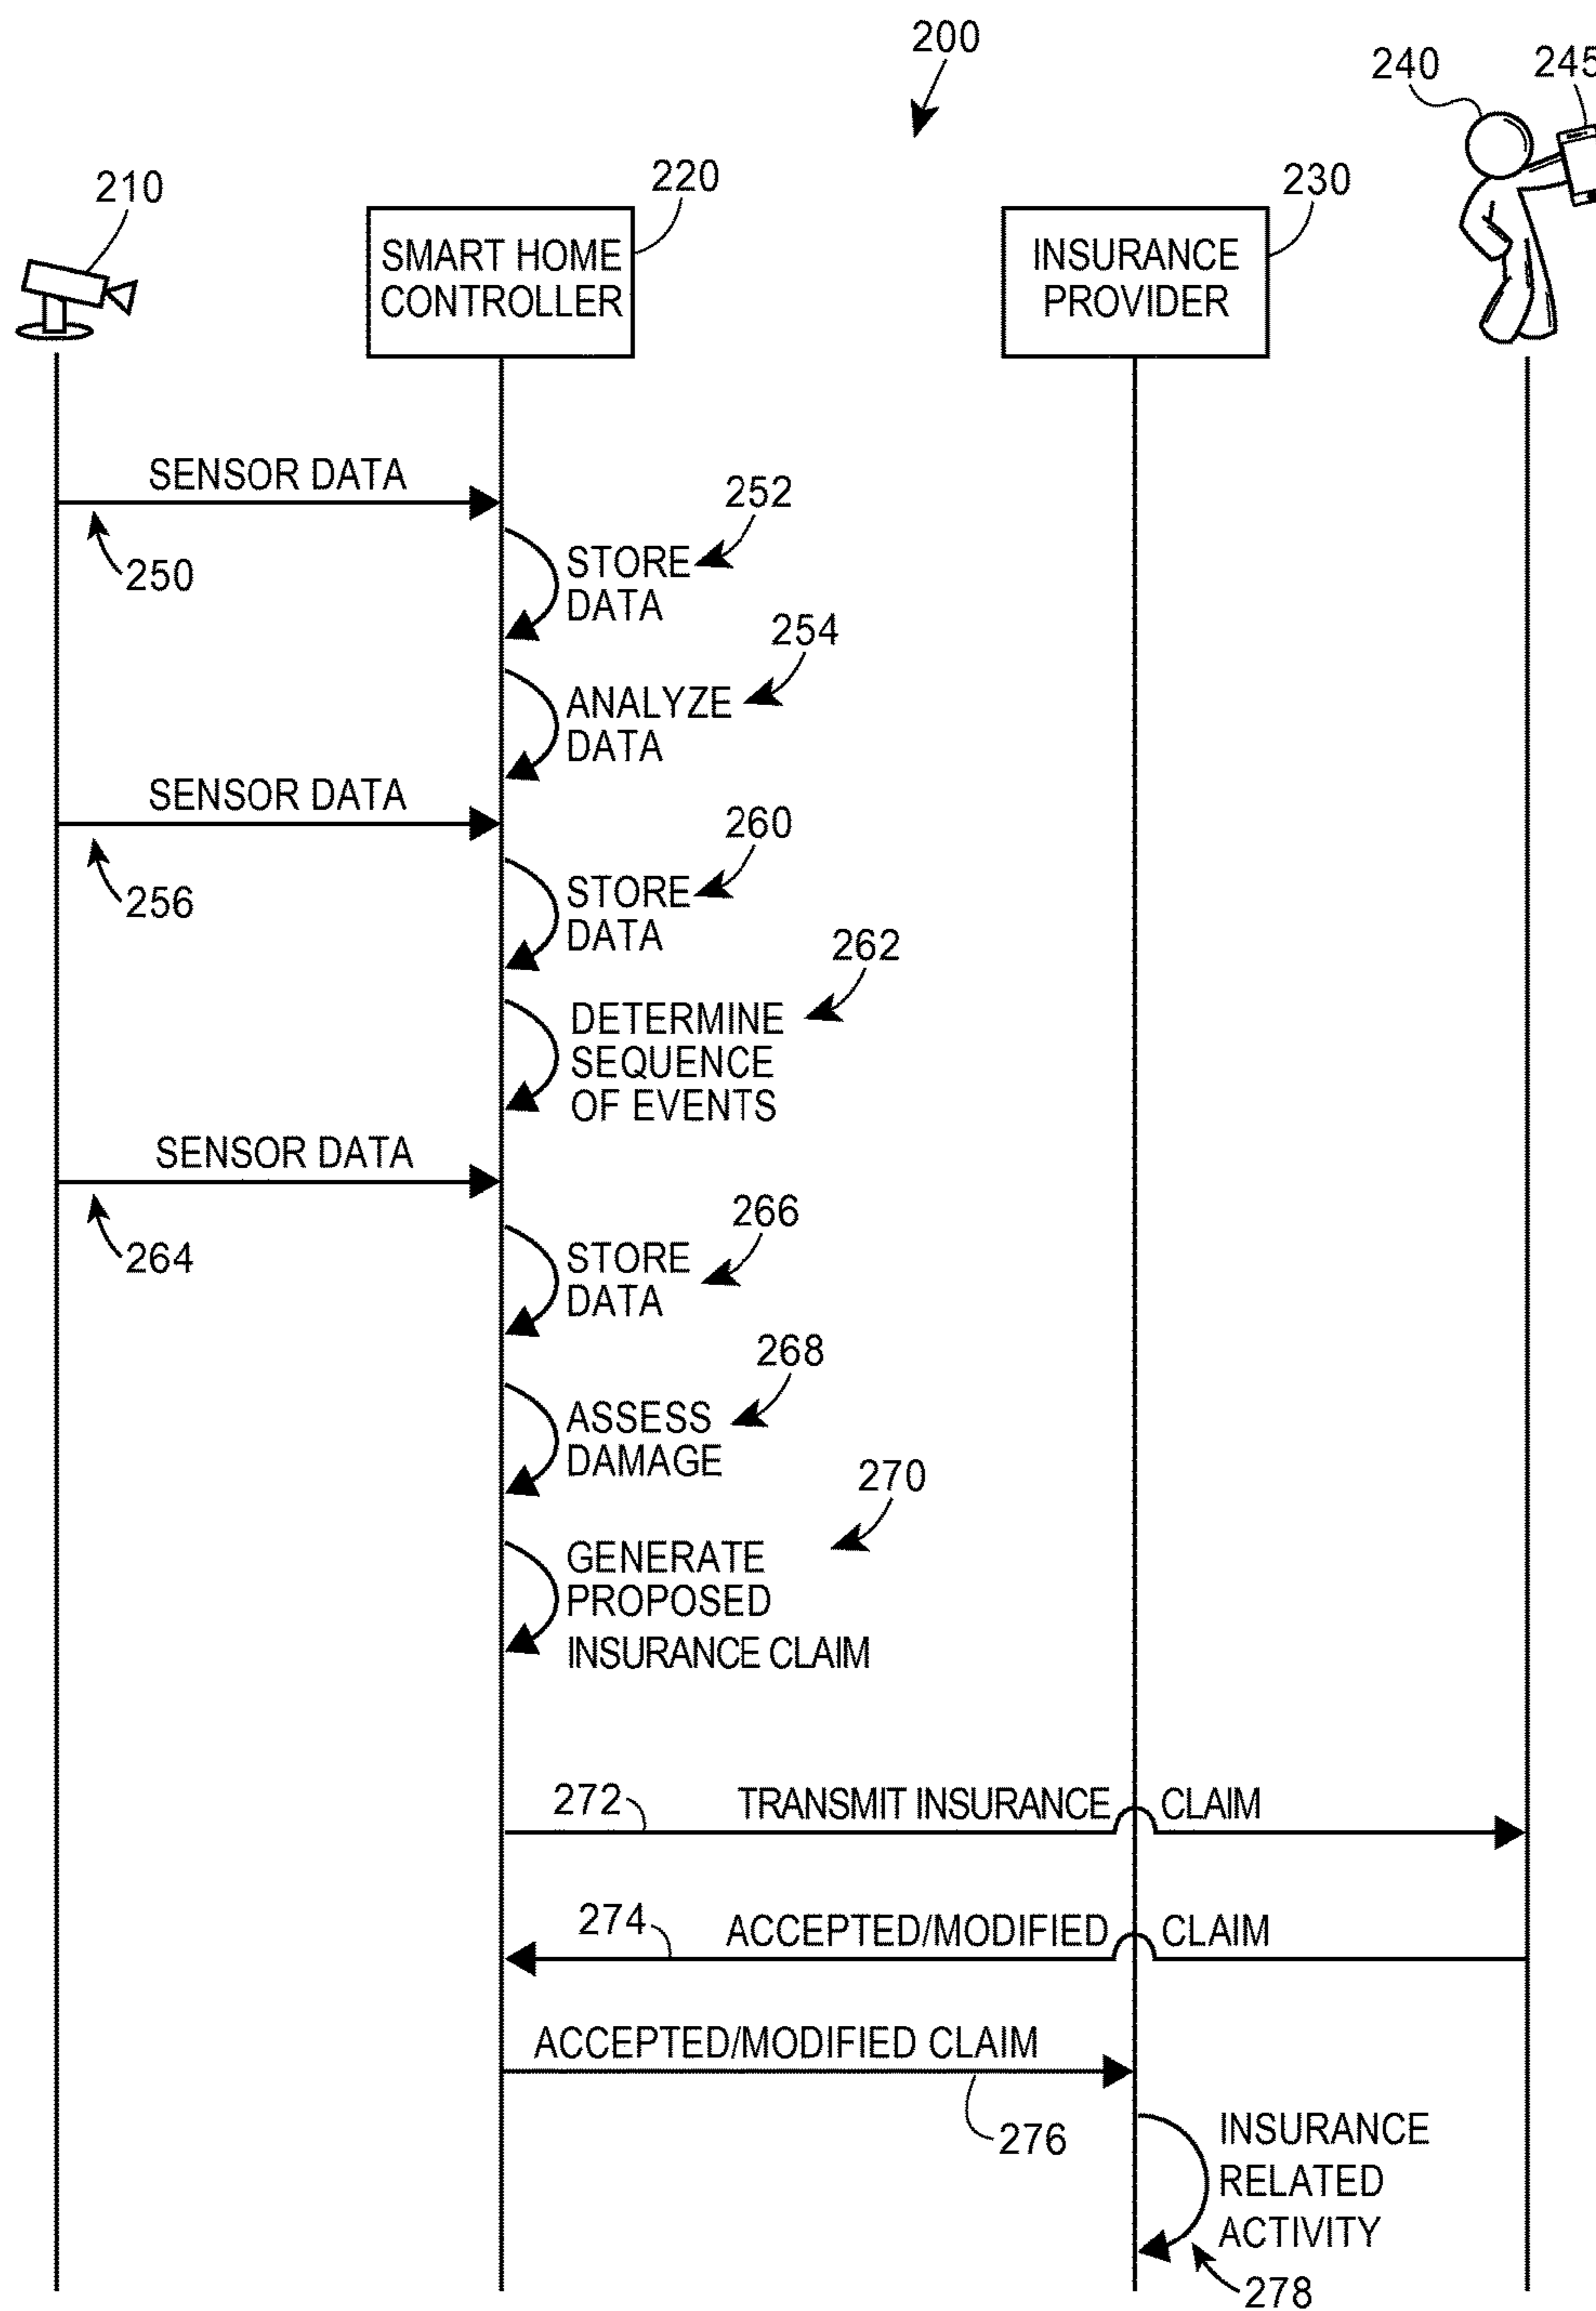 200
240
245
210
220
230
SMART HOME
CONTROLLER
INSURANCE
PROVIDER
SENSOR DATA
250
252
STORE
DATA
254
ANALYZE
DATA
SENSOR DATA
256
260
STORE
DATA
262
DETERMINE
SEQUENCE
OF EVENTS
SENSOR DATA
264
266
STORE
DATA
268
ASSESS
DAMAGE
270
GENERATE
PROPOSED
INSURANCE CLAIM
272
TRANSMIT INSURANCE CLAIM
274
ACCEPTED/MODIFIED CLAIM
ACCEPTED/MODIFIED CLAIM
276
INSURANCE
RELATED
ACTIVITY
278